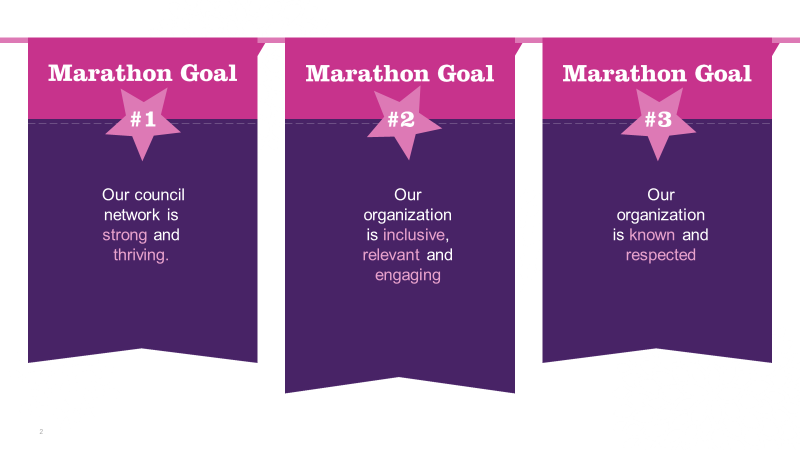 Marathon Goal
#1
Our council
network is
strong and
thriving.
Marathon Goal
#2
Our
organization
is inclusive,
relevant and
engaging
Marathon Goal
#3
Our
organization
is known and
respected
2